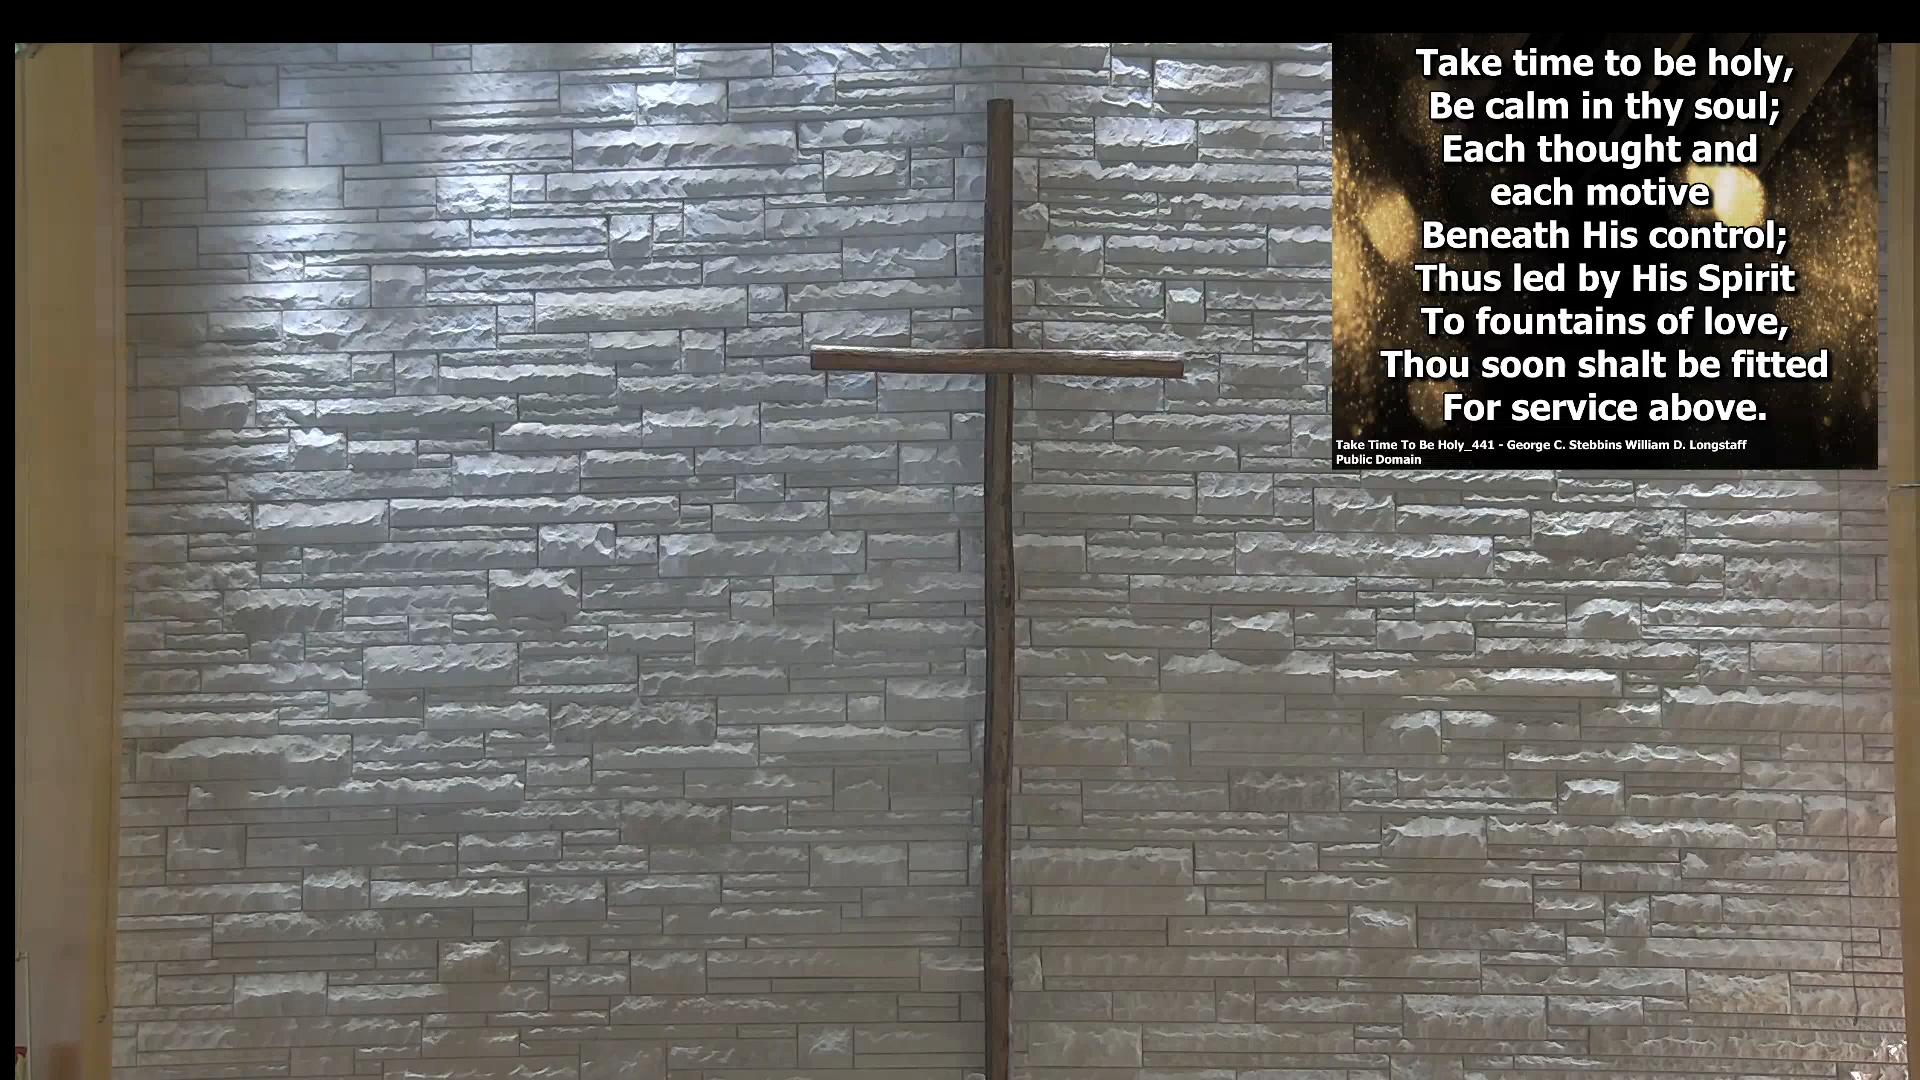 Take time to be holy,
Be calm in thy soul;
Each thought and
each motive
Beneath His control;
Thus led by His Spirit
To fountains of love,
Thou soon shalt be fitted
For service above.
Take Time To Be Holy_441 - George C. Stebbins William D. Longstaff
Public Domain